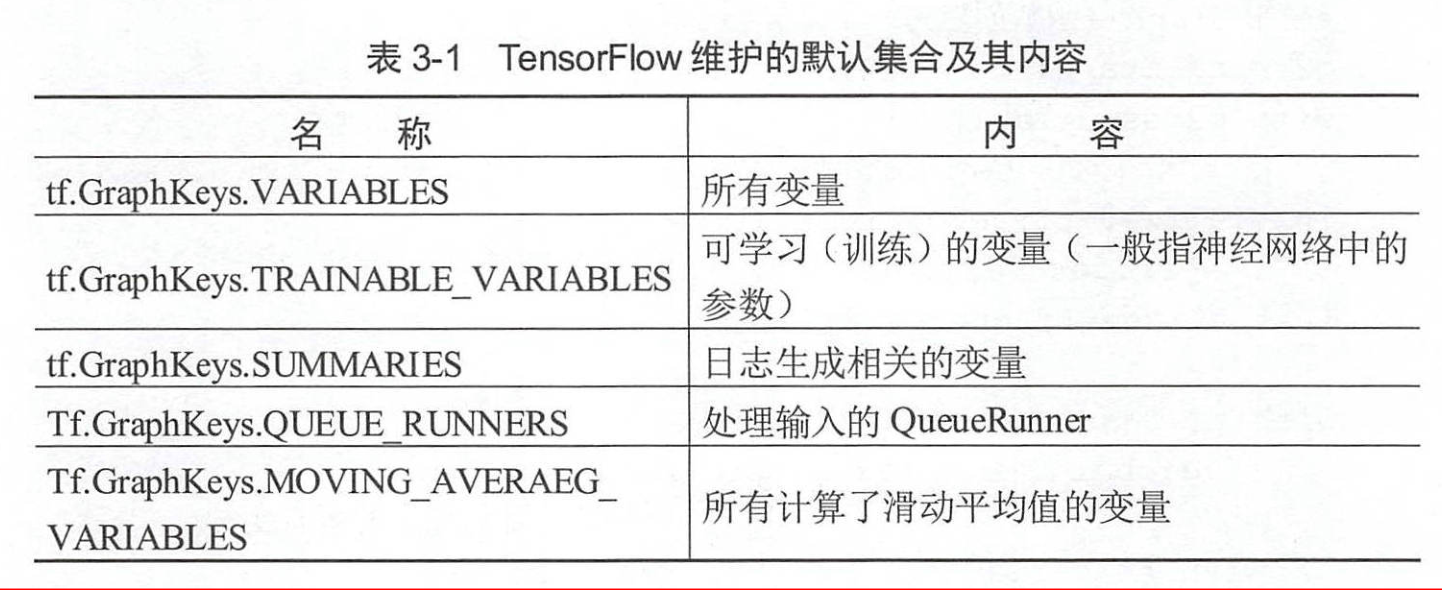 表 3-1 TensorFlow 维护的默认集合及其内容
名 称
内 容
tf.GraphKeys.VARIABLES
所有变量
tf.GraphKeys.TRAINABLE_VARIABLES
可学习（训练）的变量（一般指神经网络中的
参数）
tf.GraphKeys.SUMMARIES
日志生成相关的变量
Tf.GraphKeys.QUEUE_RUNNERS
处理输入的 QueueRunner
Tf.GraphKeys.MOVING_AVERAEG_
VARIABLES
所有计算了滑动平均值的变量